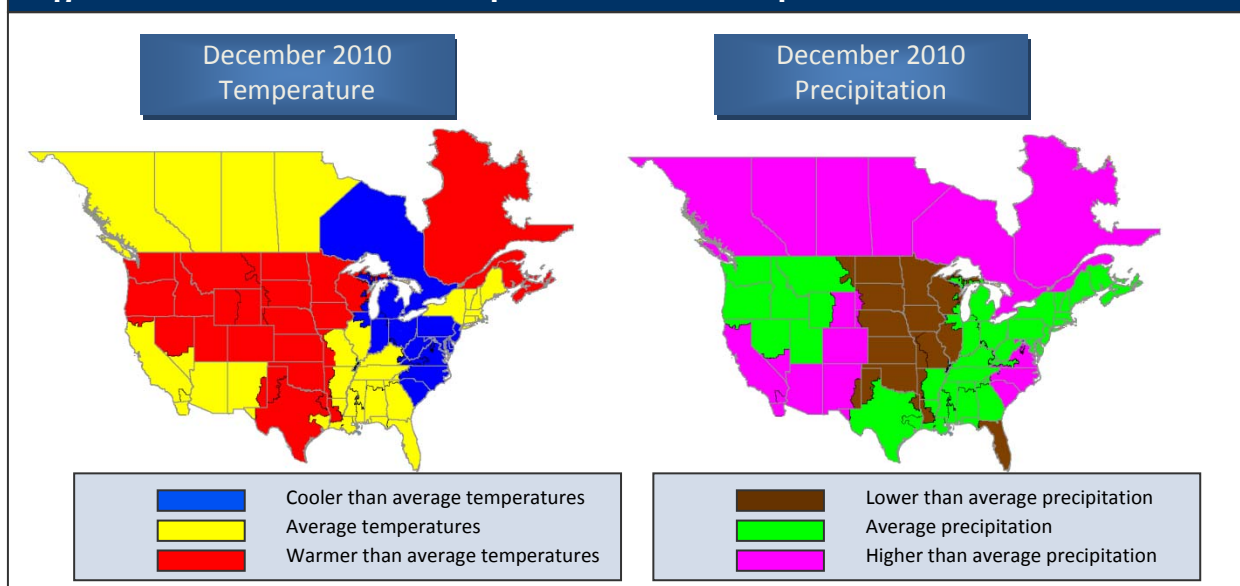 December 2010
Temperature
December 2010
Precipitation
Cooler than average temperatures
Average temperatures
Warmer than average temperatures
Lower than average precipitation
Average precipitation
Higher than average precipitation